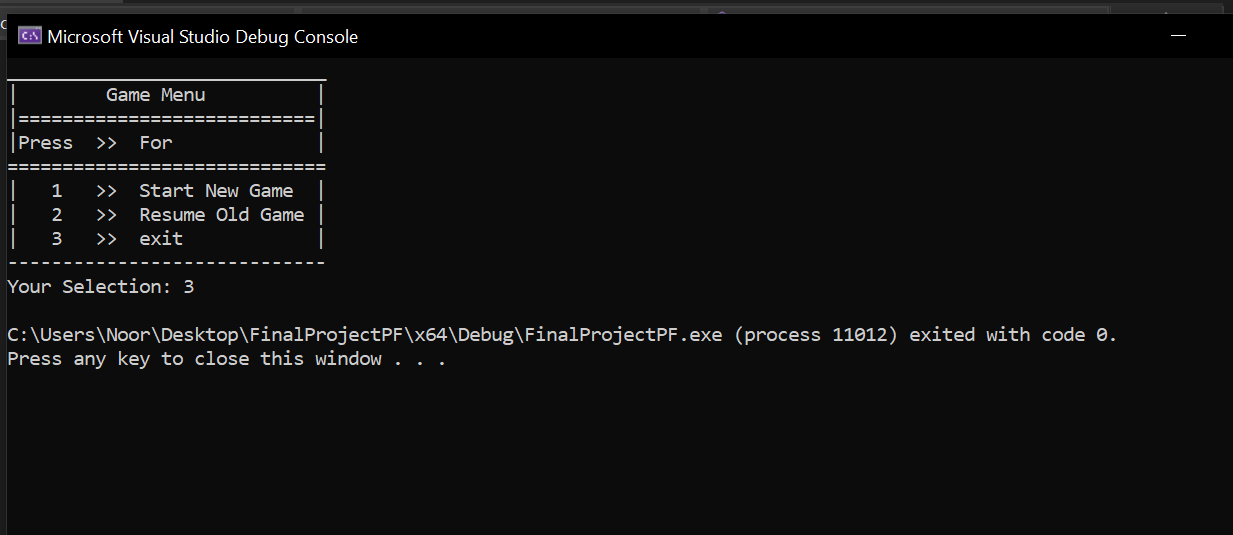 Microsoft Visual Studio Debug Console
_____________________________
|        Game Menu          |
|===========================|
|Press  >>  For             |
=============================
|   1   >>  Start New Game  |
|   2   >>  Resume Old Game |
|   3   >>  exit            |
-----------------------------
Your Selection: 3
C:\Users\Noor\Desktop\FinalProjectPF\x64\Debug\FinalProjectPF.exe (process 11012) exited with code 0.
Press any key to close this window . . .